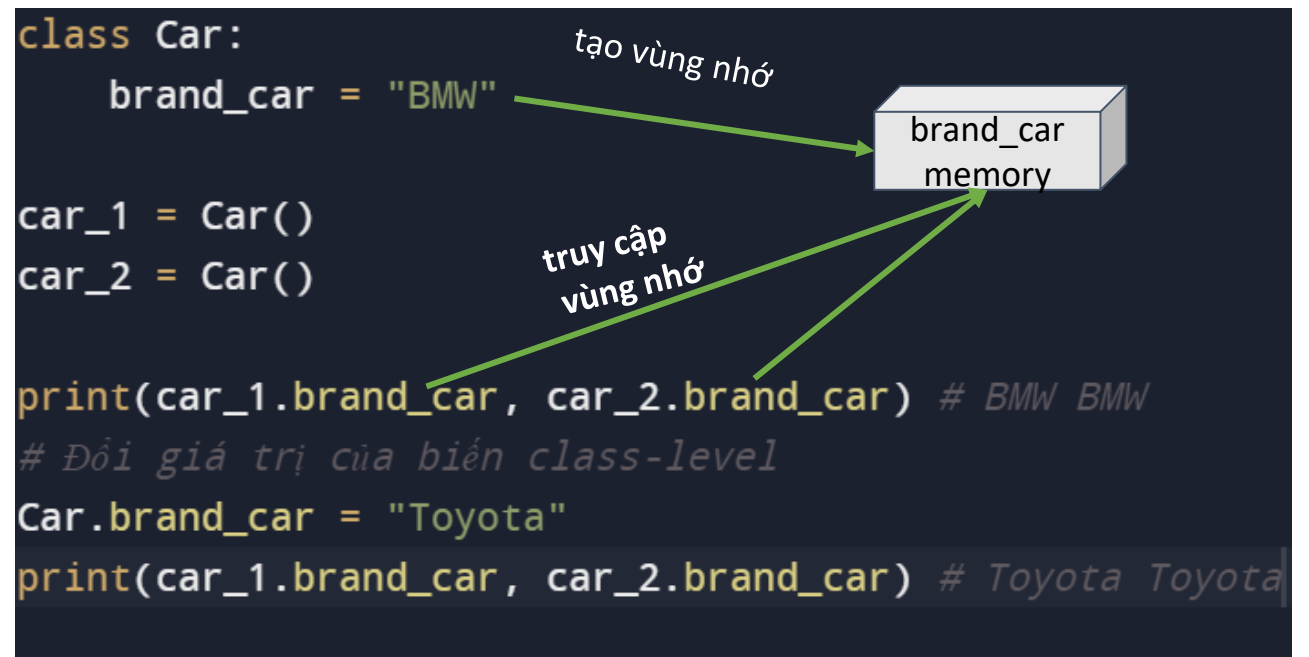 class Car:
tạo vùng nhớ
    brand_car = "BMW"
brand_car
memory
car_1 = Car()
truy cập
vùng nhớ
car_2 = Car()
print(car_1.brand_car, car_2.brand_car) # BMW BMW
# Đổi giá trị của biến class-level
Car.brand_car = "Toyota"
print(car_1.brand_car, car_2.brand_car) # Toyota Toyota